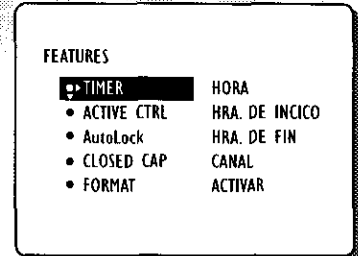 FEATURES
TIMER HORA
• ACTIVE CTRL HRA. DE INCICO
• AutoLock HRA. DE FIN
• CLOSED CAP CANAL
• FORMAT ACTIVAR